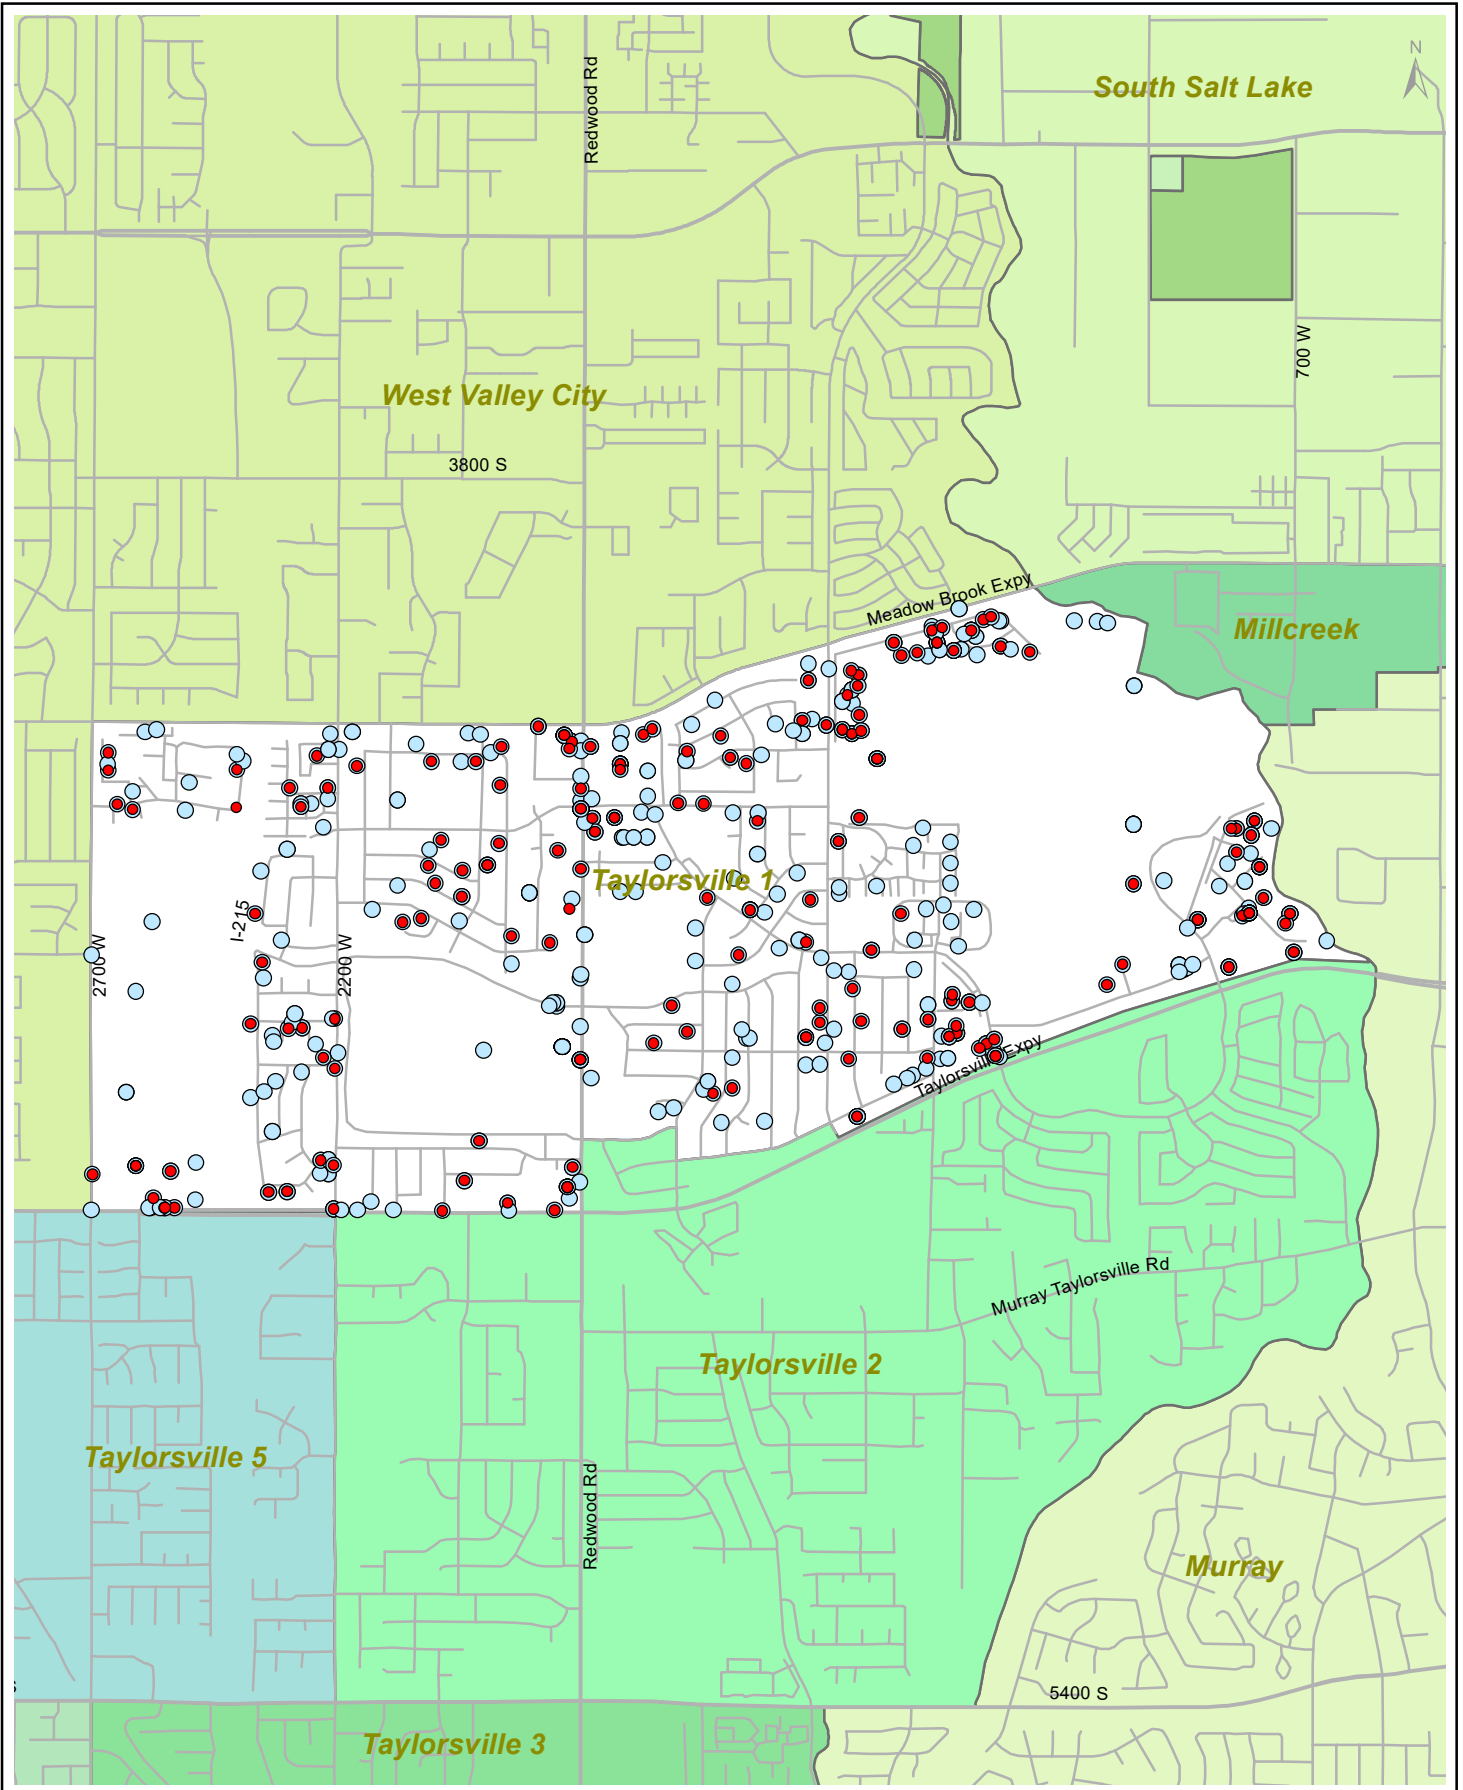 Redwood Rd
South Salt Lake
N
700 W
West Valley City
3800 S
Meadow Brook Expy
Millcreek
Taylorsville 1
I-215
2700 W
2200 W
Taylorsville Expy
Murray Taylorsville Rd
Taylorsville 2
Taylorsville 5
Redwood Rd
Murray
5400 S
Taylorsville 3